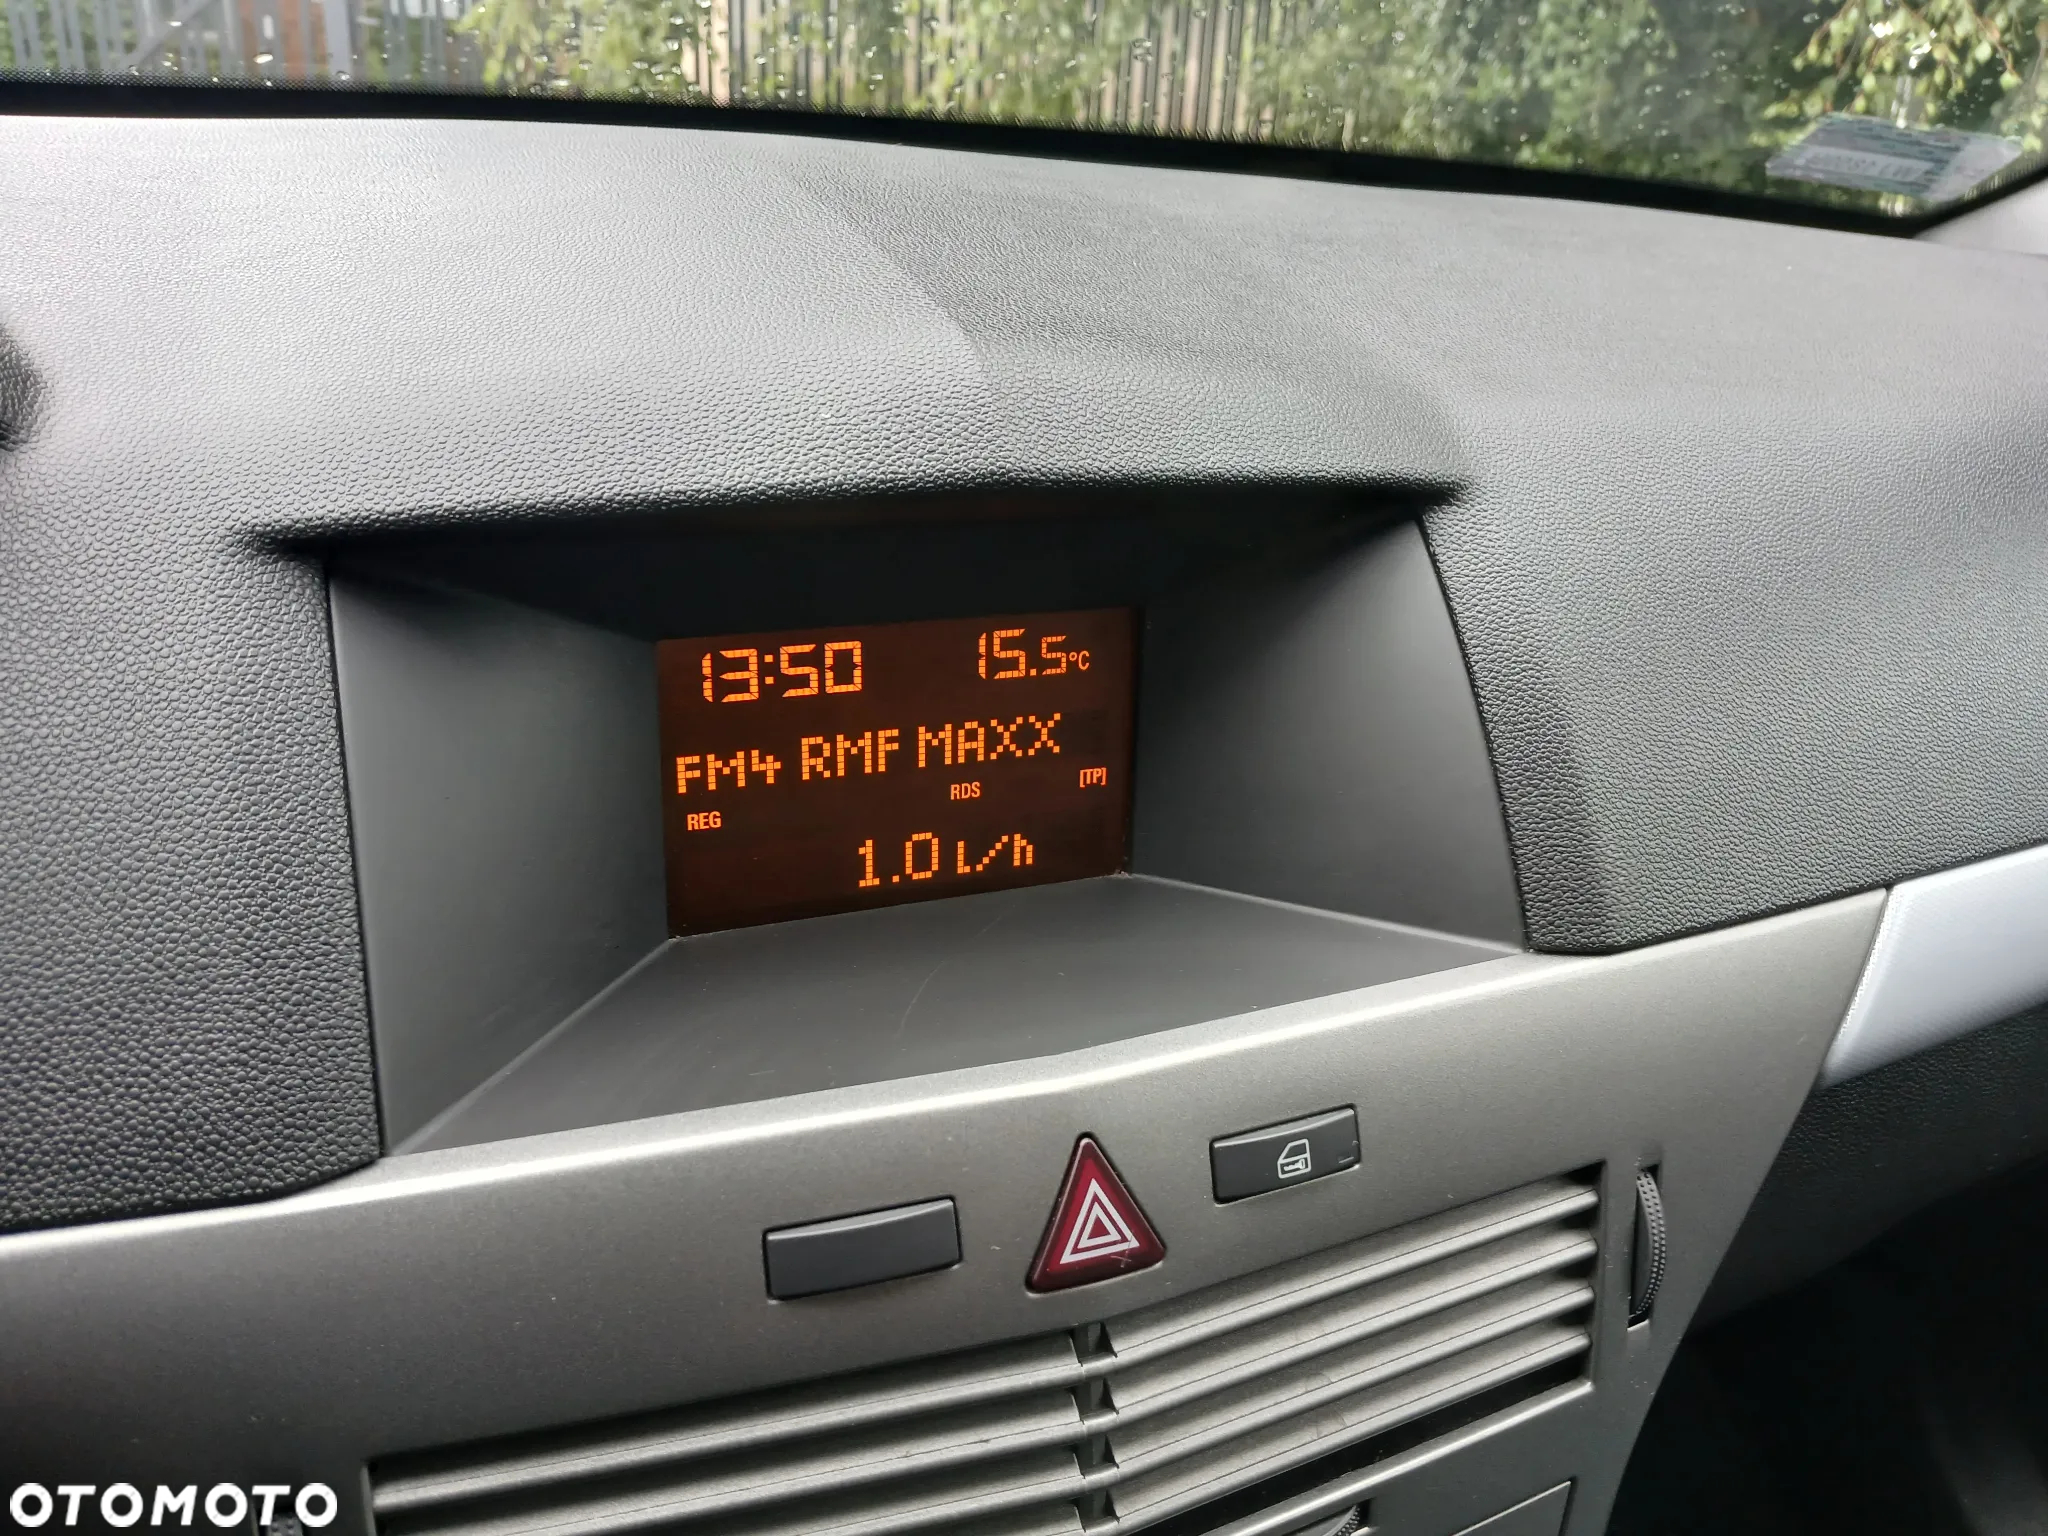 13:50 15.5°C
FM4 RMF MAXX
REG RDS [TP]
1.0 l/h
OTOMOTO